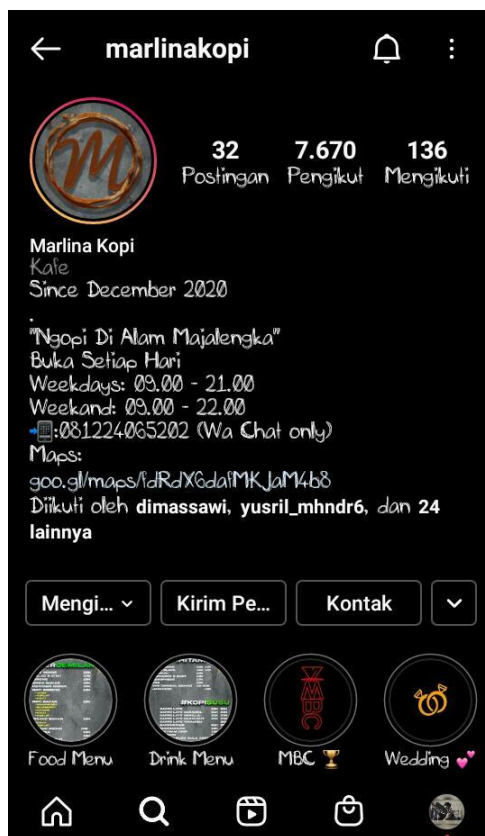 marlinakopi
32 7.670 136
Postingan Pengikut Mengikuti
Marlina Kopi
Kafe
Since December 2020
.
"Ngopi Di Alam Majalengka"
Buka Setiap Hari
Weekdays: 09.00 - 21.00
Weekand: 09.00 - 22.00
📲:081224065202 (Wa Chat only)
Maps:
goo.gl/maps/fdRdX6dafMKJaM4b8
Diikuti oleh dimassawi, yusril_mhndr6, dan 24
lainnya
Mengi... Kirim Pe... Kontak
Food Menu Drink Menu MBC 🏆 Wedding 💕